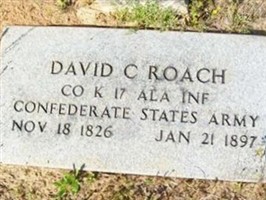 DAVID C ROACH
CO K 17 ALA INF
CONFEDERATE STATES ARMY
NOV 18 1826 JAN 21 1897